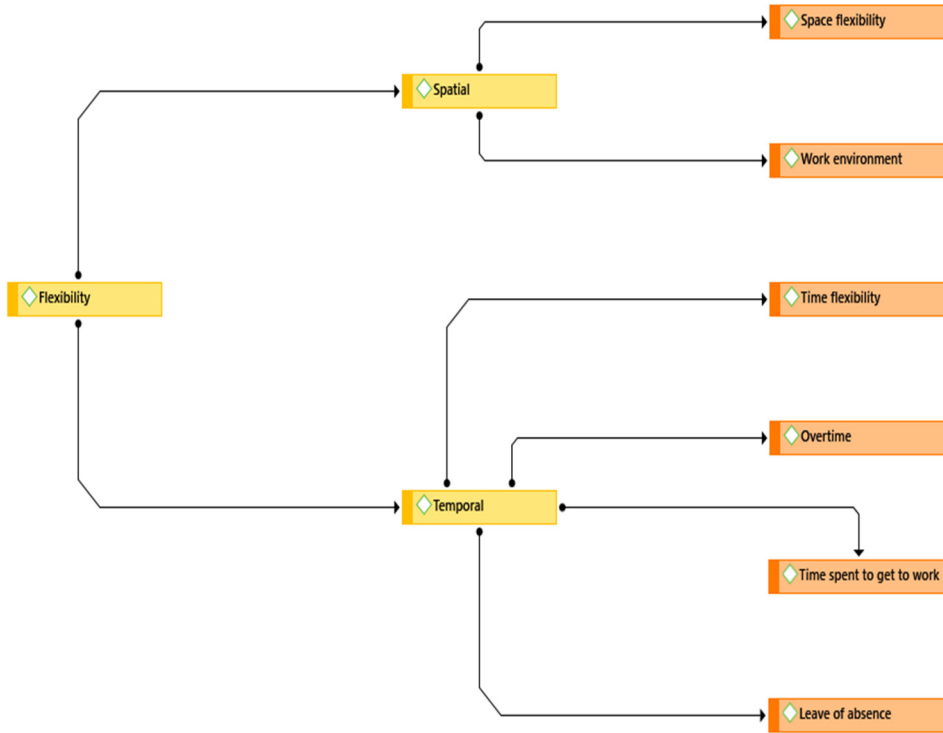 Space flexibility
Spatial
Work environment
Flexibility
Time flexibility
Overtime
Temporal
Time spent to get to work
Leave of absence